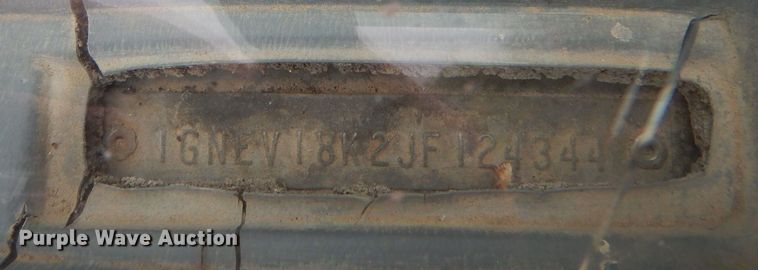 1GNEV18K2JF124344
Purple Wave Auction